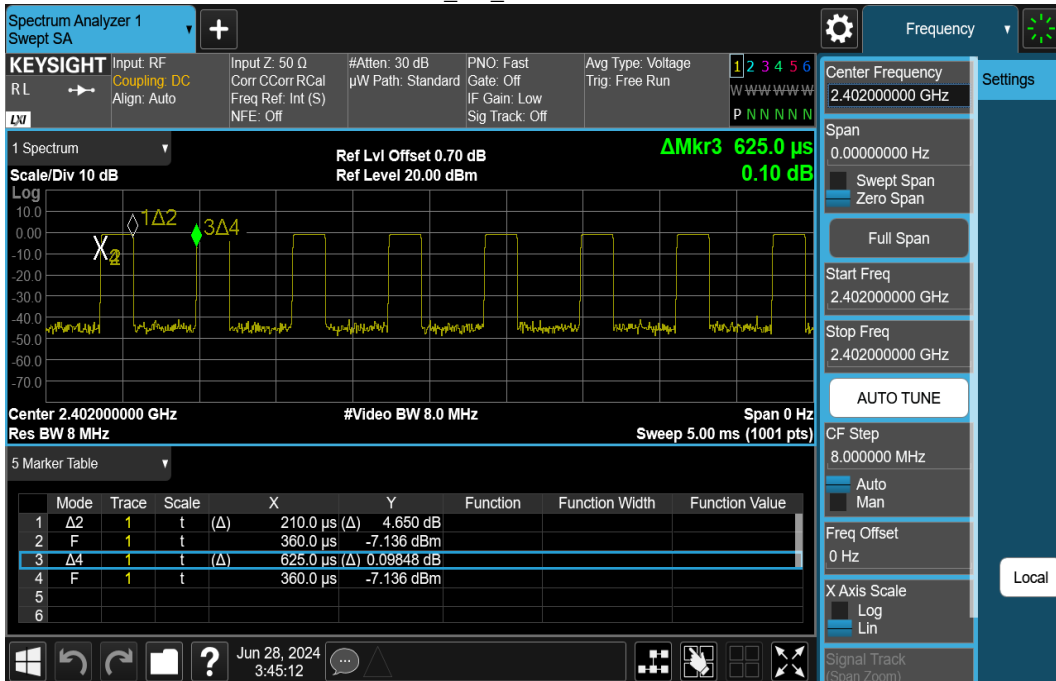 Spectrum Analyzer 1
Swept SA
+
Frequency
KEYSIGHT
RL
LXI
Input: RF
Coupling: DC
Align: Auto
Input Z: 50 Ω
Corr CCorr RCal
Freq Ref: Int (S)
NFE: Off
#Atten: 30 dB
µW Path: Standard
PNO: Fast
Gate: Off
IF Gain: Low
Sig Track: Off
Avg Type: Voltage
Trig: Free Run
1 2 3 4 5 6
W W W W W W
P N N N N N
1 Spectrum
Scale/Div 10 dB
Ref Lvl Offset 0.70 dB
Ref Level 20.00 dBm
ΔMkr3 625.0 µs
0.10 dB
Log
10.0
0.00
-10.0
-20.0
-30.0
-40.0
-50.0
-60.0
-70.0
1Δ2
3Δ4
Center 2.402000000 GHz
#Video BW 8.0 MHz
Span 0 Hz
Res BW 8 MHz
Sweep 5.00 ms (1001 pts)
5 Marker Table
Mode Trace Scale X Y Function Function Width Function Value
1 Δ2 1 t (Δ) 210.0 µs (Δ) 4.650 dB
2 F 1 t 360.0 µs -7.136 dBm
3 Δ4 1 t (Δ) 625.0 µs (Δ) 0.09848 dB
4 F 1 t 360.0 µs -7.136 dBm
5
6
?
Jun 28, 2024
3:45:12
Center Frequency
2.402000000 GHz
Span
0.00000000 Hz
Swept Span
Zero Span
Full Span
Start Freq
2.402000000 GHz
Stop Freq
2.402000000 GHz
AUTO TUNE
CF Step
8.000000 MHz
Auto
Man
Freq Offset
0 Hz
X Axis Scale
Log
Lin
Signal Track
(Span Zoom)
Settings
Local